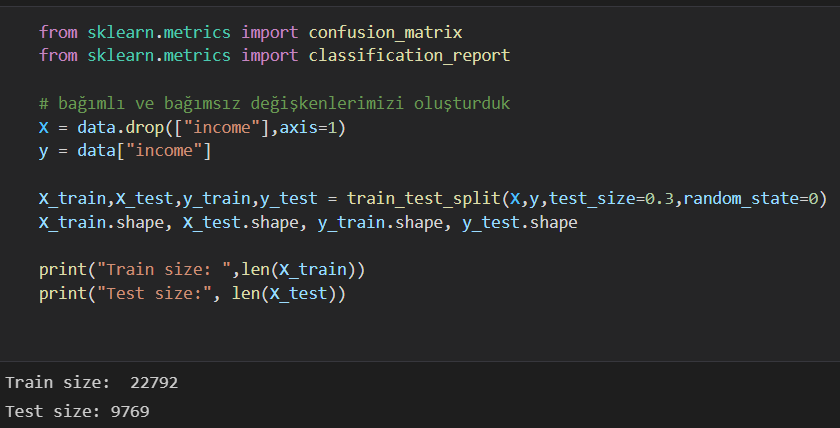 from sklearn.metrics import confusion_matrix
from sklearn.metrics import classification_report
# bağımlı ve bağımsız değişkenlerimizi oluşturduk
X = data.drop(["income"],axis=1)
y = data["income"]
X_train,X_test,y_train,y_test = train_test_split(X,y,test_size=0.3,random_state=0)
X_train.shape, X_test.shape, y_train.shape, y_test.shape
print("Train size: ",len(X_train))
print("Test size:", len(X_test))
Train size:  22792
Test size: 9769